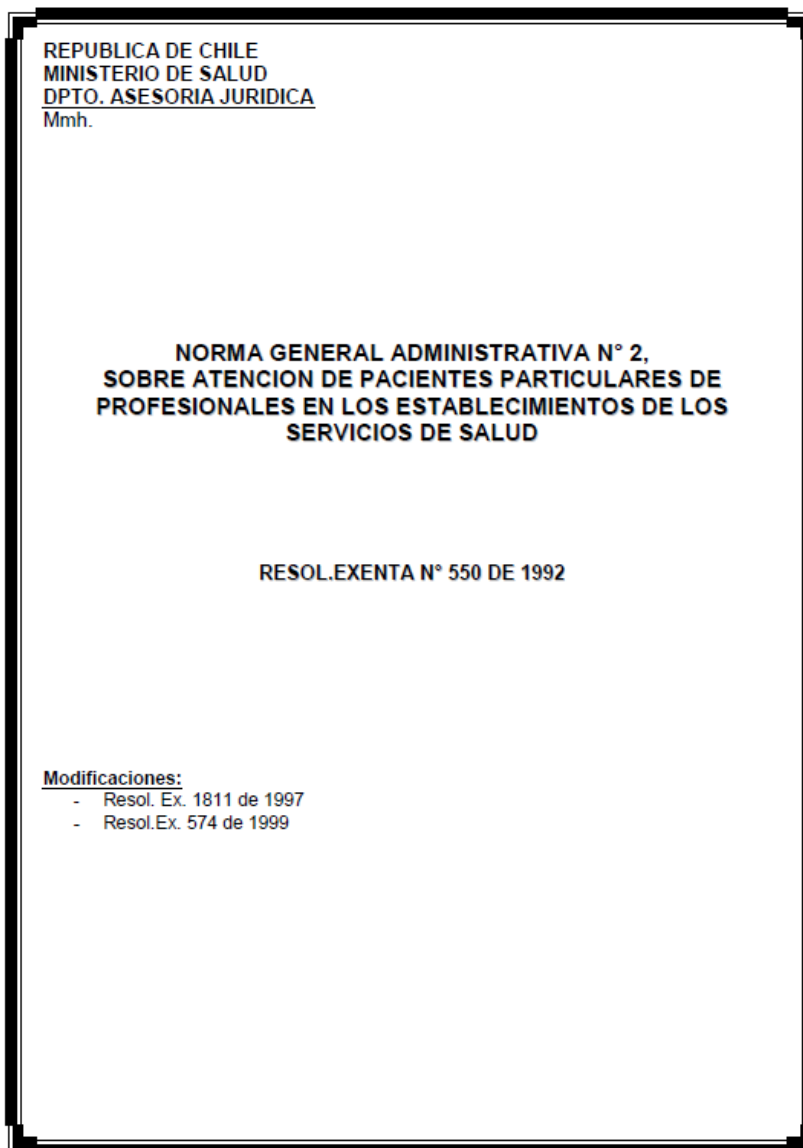 REPUBLICA DE CHILE
MINISTERIO DE SALUD
DPTO. ASESORIA JURIDICA
Mmh.
NORMA GENERAL ADMINISTRATIVA N° 2,
SOBRE ATENCION DE PACIENTES PARTICULARES DE
PROFESIONALES EN LOS ESTABLECIMIENTOS DE LOS
SERVICIOS DE SALUD
RESOL.EXENTA N° 550 DE 1992
Modificaciones:
- Resol. Ex. 1811 de 1997
- Resol.Ex. 574 de 1999